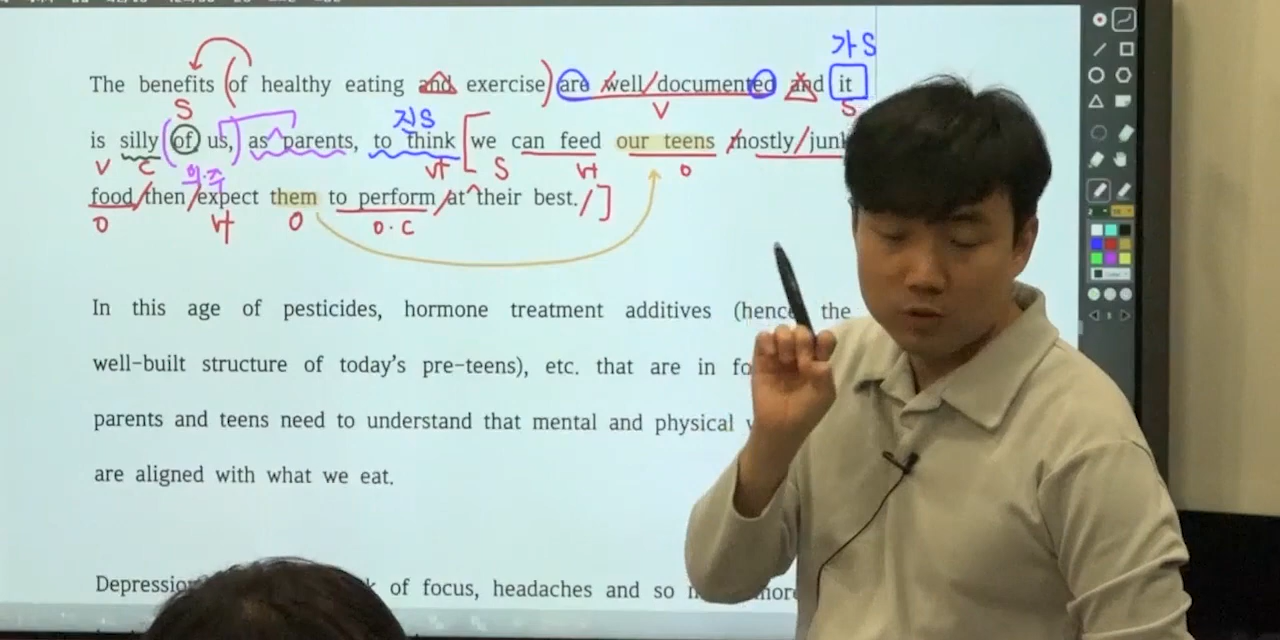 가S
The benefits (of healthy eating and exercise) are well/documented and it
S V S
진S
is silly (of us,) as parents, to think [we can feed our teens mostly/junk
V C 의.주 vt S vt O
food/then/expect them to perform/at their best./]
O vt O O.C
In this age of pesticides, hormone treatment additives (hence the
well-built structure of today's pre-teens), etc. that are in
parents and teens need to understand that mental and physical
are aligned with what we eat.
of focus, headaches and so